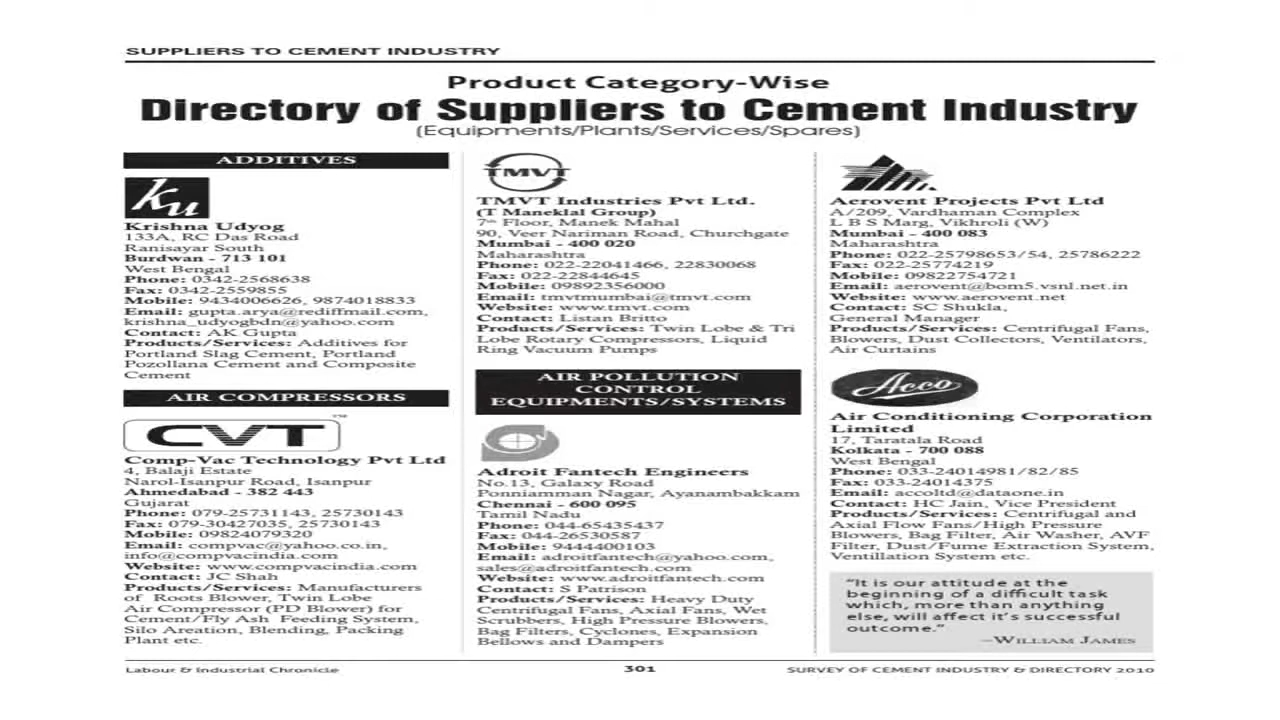 SUPPLIERS TO CEMENT INDUSTRY
Product Category-Wise
Directory of Suppliers to Cement Industry
(Equipments/Plants/Services/Spares)
ADDITIVES
ku
Krishna Udyog
133A, RC Das Road
Ranisayar South
Burdwan - 713 101
West Bengal
Phone: 0342-2568638
Fax: 0342-2559855
Mobile: 9434006626, 9874018833
Email: gupta.arya@rediffmail.com,
krishna_udyogbdn@yahoo.com
Contact: AK Gupta
Products/Services: Additives for
Portland Slag Cement, Portland
Pozollana Cement and Composite
Cement
AIR COMPRESSORS
CVT™
Comp-Vac Technology Pvt Ltd
4, Balaji Estate
Narol-Isanpur Road, Isanpur
Ahmedabad - 382 443
Gujarat
Phone: 079-25731143, 25730143
Fax: 079-30427035, 25730143
Mobile: 09824079320
Email: compvac@yahoo.co.in,
info@compvacindia.com
Website: www.compvacindia.com
Contact: JC Shah
Products/Services: Manufacturers
of Roots Blower, Twin Lobe
Air Compressor (PD Blower) for
Cement/Fly Ash Feeding System,
Silo Areation, Blending, Packing
Plant etc.
TMVT
TMVT Industries Pvt Ltd.
(T Maneklal Group)
7th Floor, Manek Mahal
90, Veer Nariman Road, Churchgate
Mumbai - 400 020
Maharashtra
Phone: 022-22041466, 22830068
Fax: 022-22844645
Mobile: 09892356000
Email: tmvtmumbai@tmvt.com
Website: www.tmvt.com
Contact: Listan Britto
Products/Services: Twin Lobe & Tri
Lobe Rotary Compressors, Liquid
Ring Vacuum Pumps
AIR POLLUTION
CONTROL
EQUIPMENTS/SYSTEMS
Adroit Fantech Engineers
No.13, Galaxy Road
Ponniamman Nagar, Ayanambakkam
Chennai - 600 095
Tamil Nadu
Phone: 044-65435437
Fax: 044-26530587
Mobile: 9444400103
Email: adroitfantech@yahoo.com,
sales@adroitfantech.com
Website: www.adroitfantech.com
Contact: S Patrison
Products/Services: Heavy Duty
Centrifugal Fans, Axial Fans, Wet
Scrubbers, High Pressure Blowers,
Bag Filters, Cyclones, Expansion
Bellows and Dampers
Aerovent Projects Pvt Ltd
A/209, Vardhaman Complex
L B S Marg, Vikhroli (W)
Mumbai - 400 083
Maharashtra
Phone: 022-25798653/54, 25786222
Fax: 022-25774219
Mobile: 09822754721
Email: aerovent@bom5.vsnl.net.in
Website: www.aerovent.net
Contact: SC Shukla,
General Manager
Products/Services: Centrifugal Fans,
Blowers, Dust Collectors, Ventilators,
Air Curtains
Acco
Air Conditioning Corporation
Limited
17, Taratala Road
Kolkata - 700 088
West Bengal
Phone: 033-24014981/82/85
Fax: 033-24014375
Email: accoltd@dataone.in
Contact: HC Jain, Vice President
Products/Services: Centrifugal and
Axial Flow Fans/High Pressure
Blowers, Bag Filter, Air Washer, AVF
Filter, Dust/Fume Extraction System,
Ventillation System etc.
"It is our attitude at the
beginning of a difficult task
which, more than anything
else, will affect it's successful
outcome."
–WILLIAM JAMES
Labour & Industrial Chronicle
301
SURVEY OF CEMENT INDUSTRY & DIRECTORY 2010